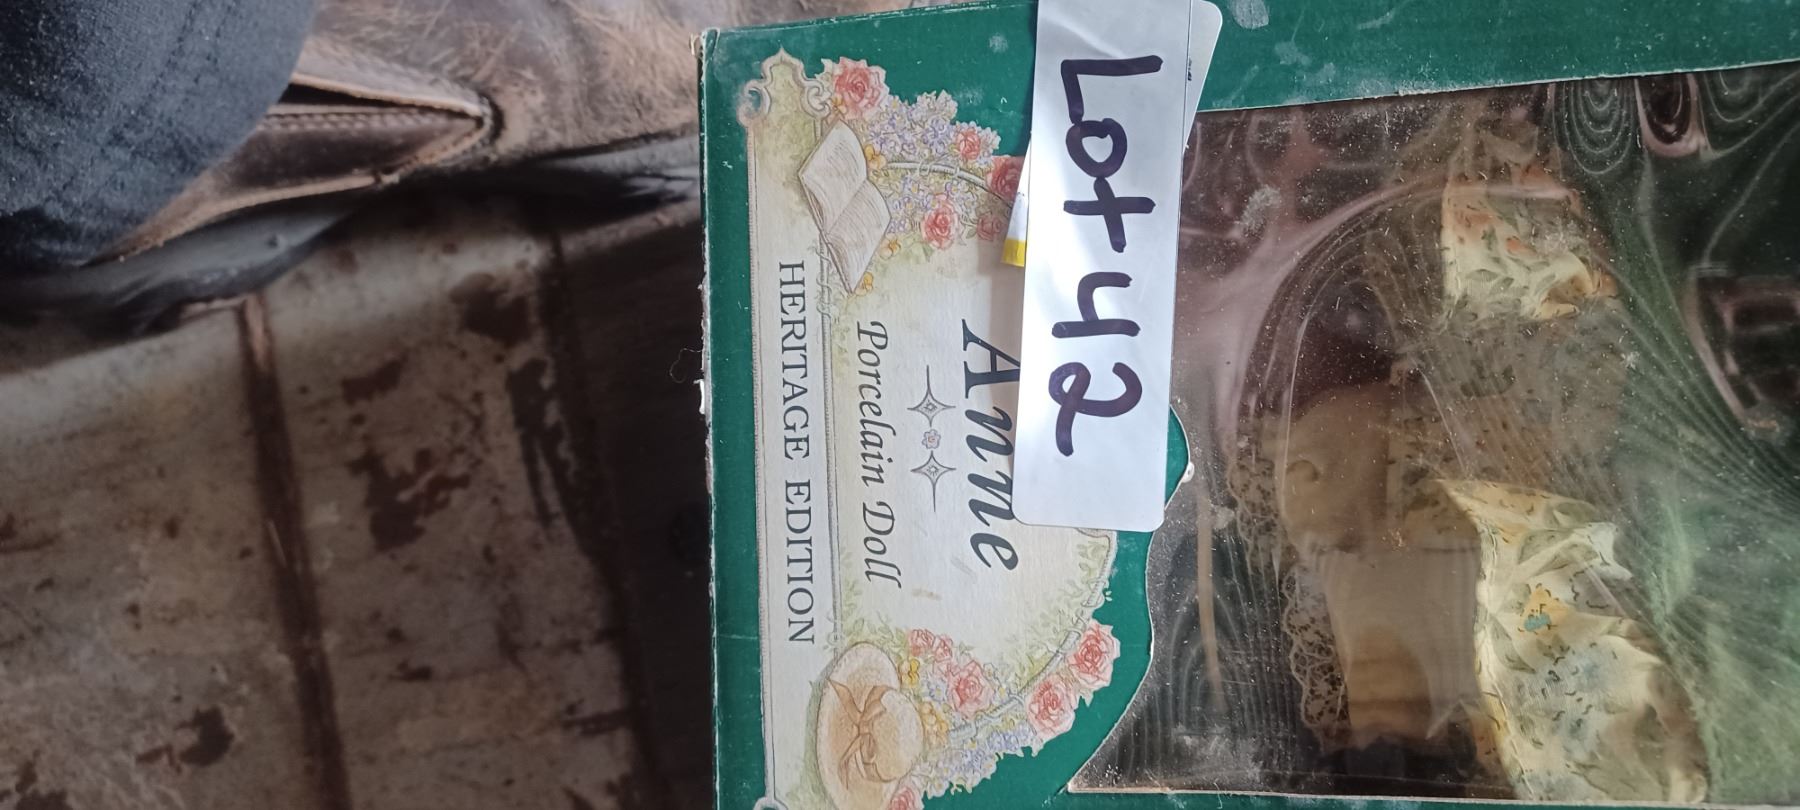 Lot 42
Anne
Porcelain Doll
HERITAGE EDITION